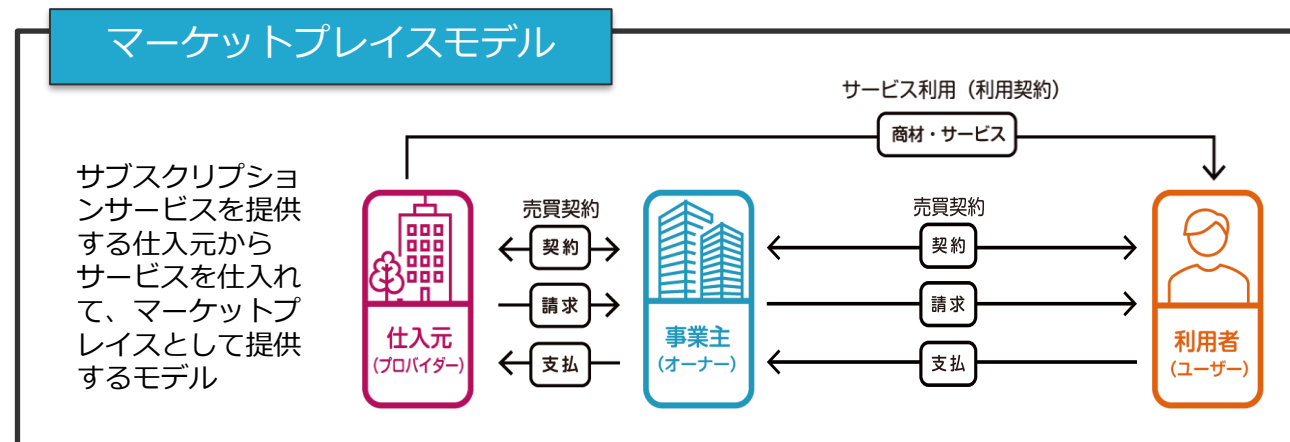 マーケットプレイスモデル
サブスクリプショ
ンサービスを提供
する仕入元から
サービスを仕入れ
て、マーケットプ
レイスとして提供
するモデル
サービス利用（利用契約）
商材・サービス
売買契約
契約
請求
支払
売買契約
契約
請求
支払
仕入元
（プロバイダー）
事業主
（オーナー）
利用者
（ユーザー）